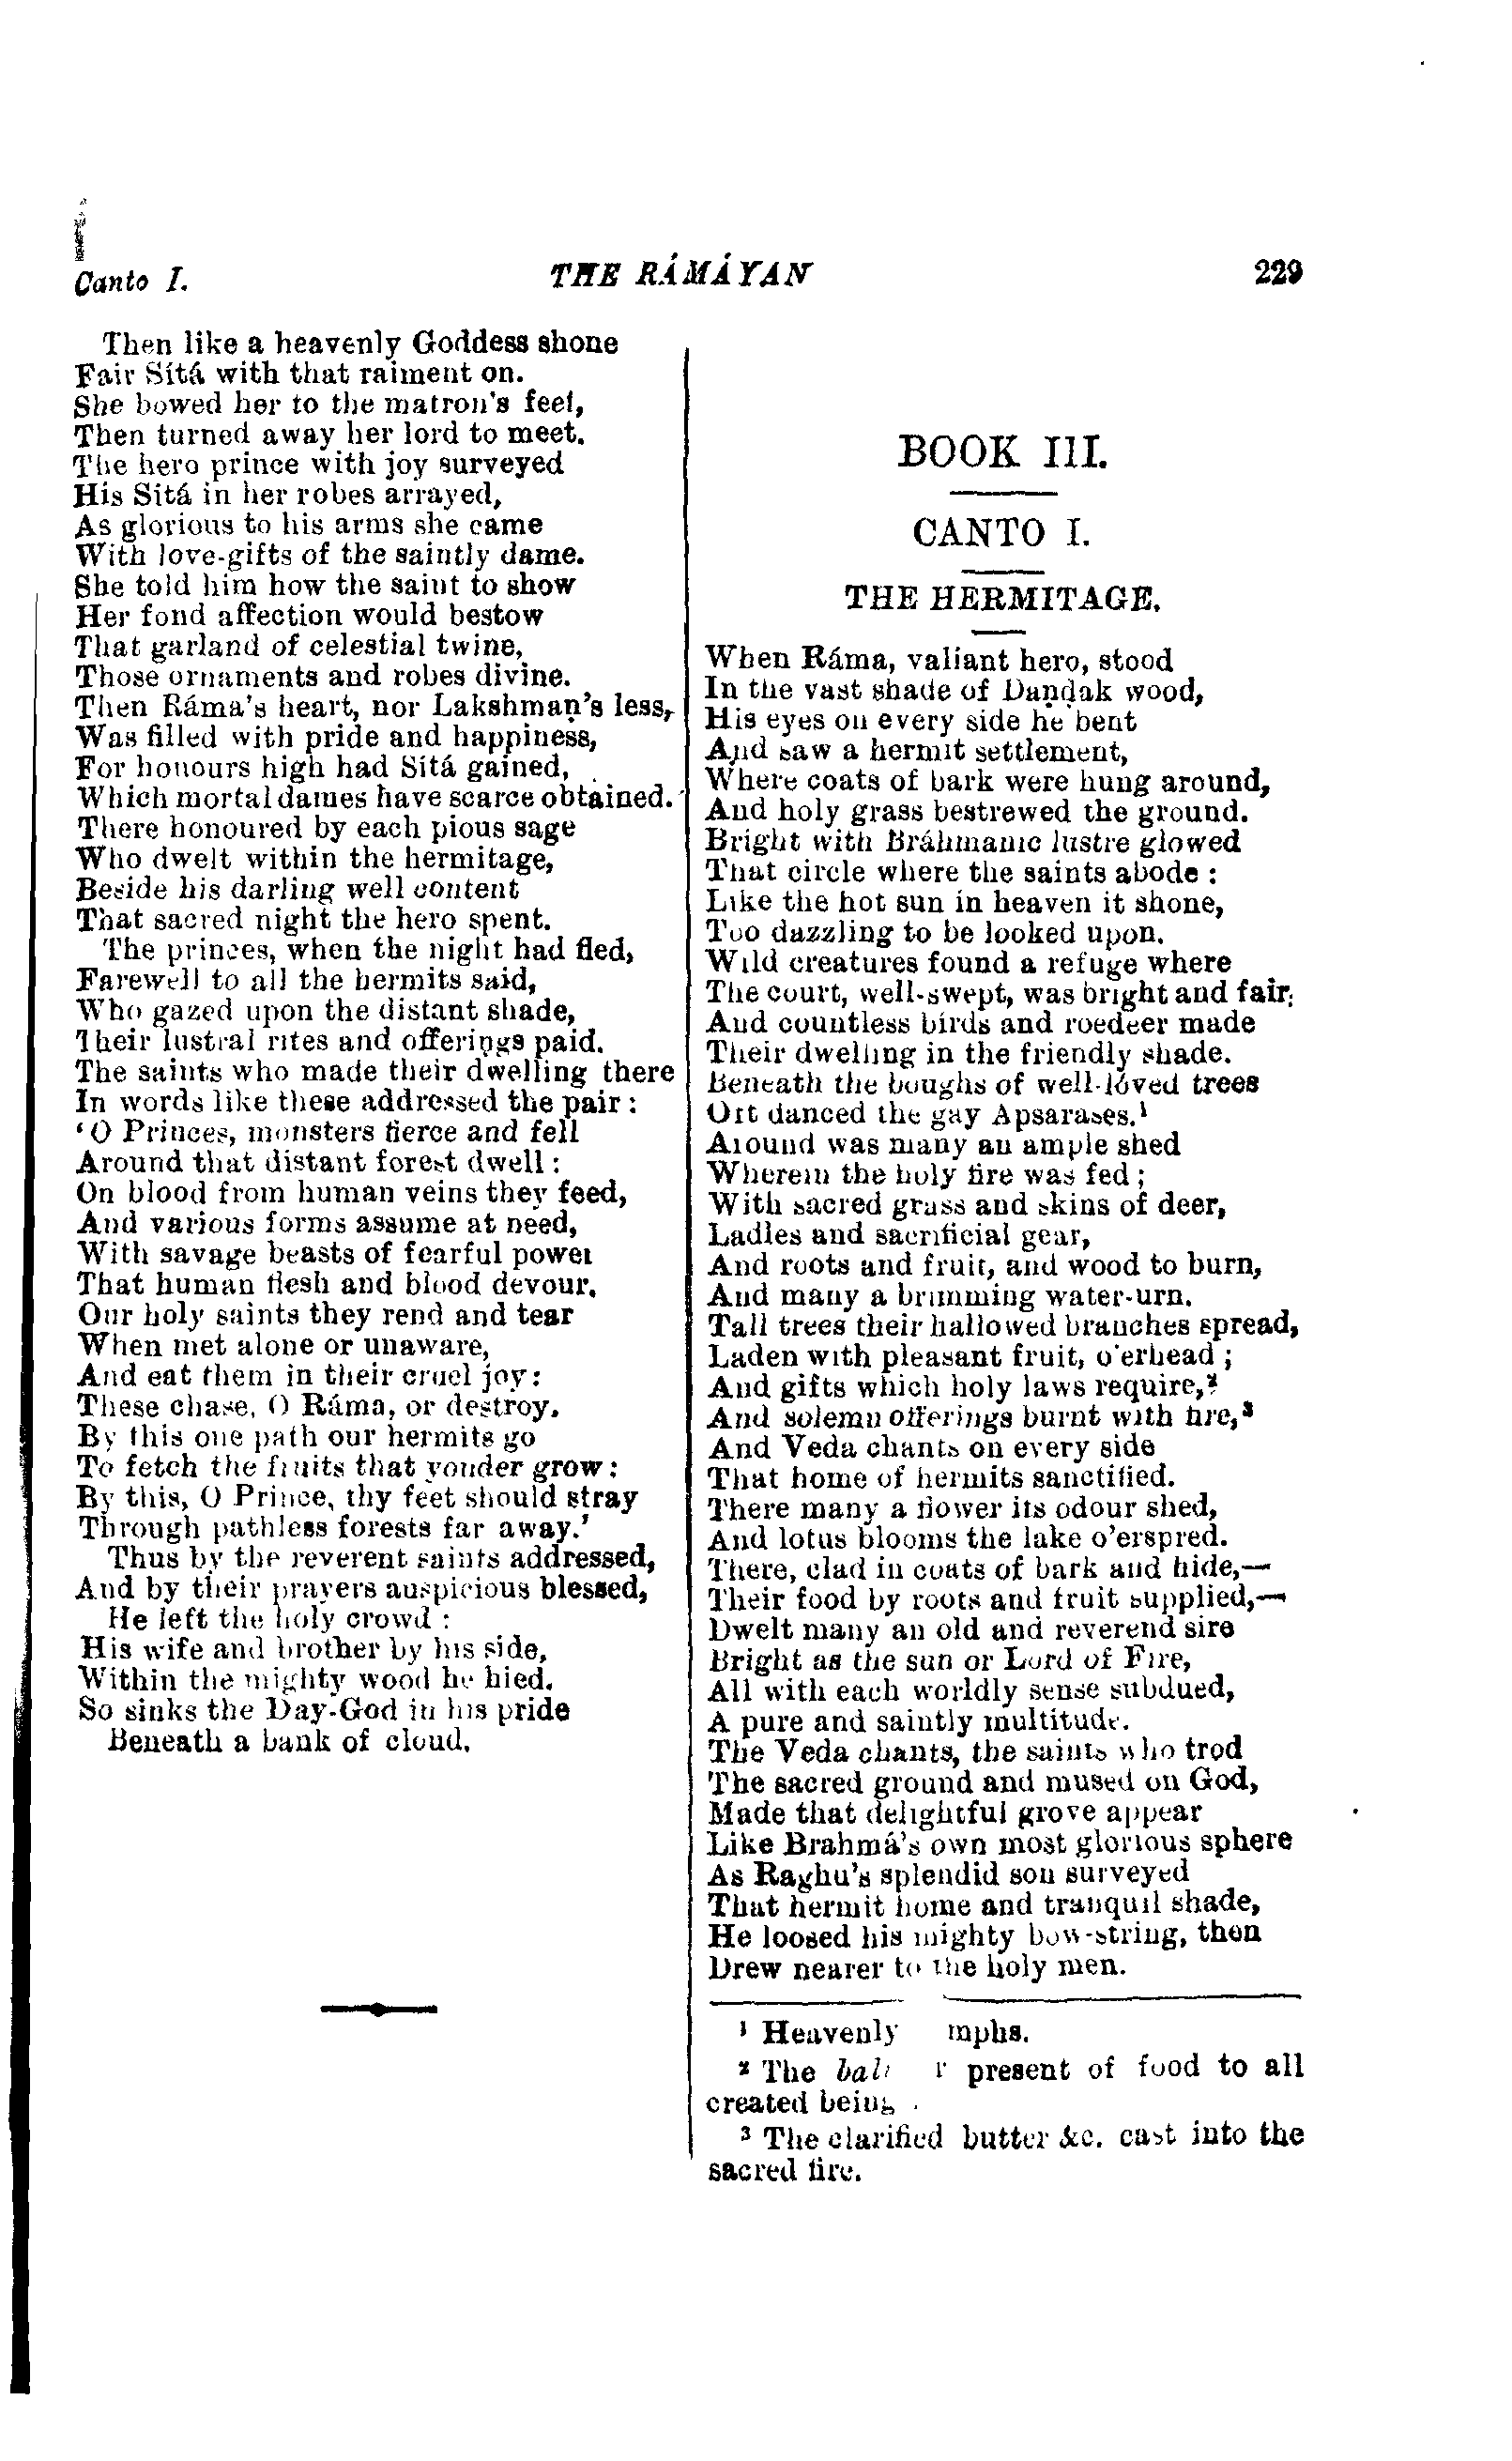 Canto I.
THE RÁMÁYAN
229
Then like a heavenly Goddess shone
Fair Sítá with that raiment on.
She bowed her to the matron's feet,
Then turned away her lord to meet.
The hero prince with joy surveyed
His Sitá in her robes arrayed,
As glorious to his arms she came
With love-gifts of the saintly dame.
She told him how the saint to show
Her fond affection would bestow
That garland of celestial twine,
Those ornaments and robes divine.
Then Ráma's heart, nor Lakshmaṇ's less,
Was filled with pride and happiness,
For honours high had Sitá gained,
Which mortal dames have scarce obtained.
There honoured by each pious sage
Who dwelt within the hermitage,
Beside his darling well content
That sacred night the hero spent.
The princes, when the night had fled,
Farewell to all the hermits said,
Who gazed upon the distant shade,
Their lustral rites and offerings paid.
The saints who made their dwelling there
In words like these addressed the pair:
'O Princes, monsters fierce and fell
Around that distant forest dwell:
On blood from human veins they feed,
And various forms assume at need,
With savage beasts of fearful power
That human flesh and blood devour.
Our holy saints they rend and tear
When met alone or unaware,
And eat them in their cruel joy:
These chase, O Ráma, or destroy.
By this one path our hermits go
To fetch the fruits that yonder grow:
By this, O Prince, thy feet should stray
Through pathless forests far away.'
Thus by the reverent saints addressed,
And by their prayers auspicious blessed,
He left the holy crowd:
His wife and brother by his side,
Within the mighty wood he hied.
So sinks the Day-God in his pride
Beneath a bank of cloud.
BOOK III.
CANTO I.
THE HERMITAGE.
When Ráma, valiant hero, stood
In the vast shade of Daṇḍak wood,
His eyes on every side he bent
And saw a hermit settlement,
Where coats of bark were hung around,
And holy grass bestrewed the ground.
Bright with Bráhmanic lustre glowed
That circle where the saints abode:
Like the hot sun in heaven it shone,
Too dazzling to be looked upon.
Wild creatures found a refuge where
The court, well-swept, was bright and fair,
And countless birds and roedeer made
Their dwelling in the friendly shade.
Beneath the boughs of well-lóved trees
Oft danced the gay Apsarases.¹
Around was many an ample shed
Wherein the holy fire was fed;
With sacred grass and skins of deer,
Ladles and sacrificial gear,
And roots and fruit, and wood to burn,
And many a brimming water-urn.
Tall trees their hallowed branches spread,
Laden with pleasant fruit, o'erhead;
And gifts which holy laws require,²
And solemn offerings burnt with fire,³
And Veda chants on every side
That home of hermits sanctified.
There many a flower its odour shed,
And lotus blooms the lake o'erspred.
There, clad in coats of bark and hide,—
Their food by roots and fruit supplied,—
Dwelt many an old and reverend sire
Bright as the sun or Lord of Fire,
All with each worldly sense subdued,
A pure and saintly multitude.
The Veda chants, the saints who trod
The sacred ground and mused on God,
Made that delightful grove appear
Like Brahmá's own most glorious sphere
As Raghu's splendid son surveyed
That hermit home and tranquil shade,
He loosed his mighty bow-string, then
Drew nearer to the holy men.
¹ Heavenly mphs.
² The bali r present of food to all
created being
³ The clarified butter &c. cast into the
sacred fire.